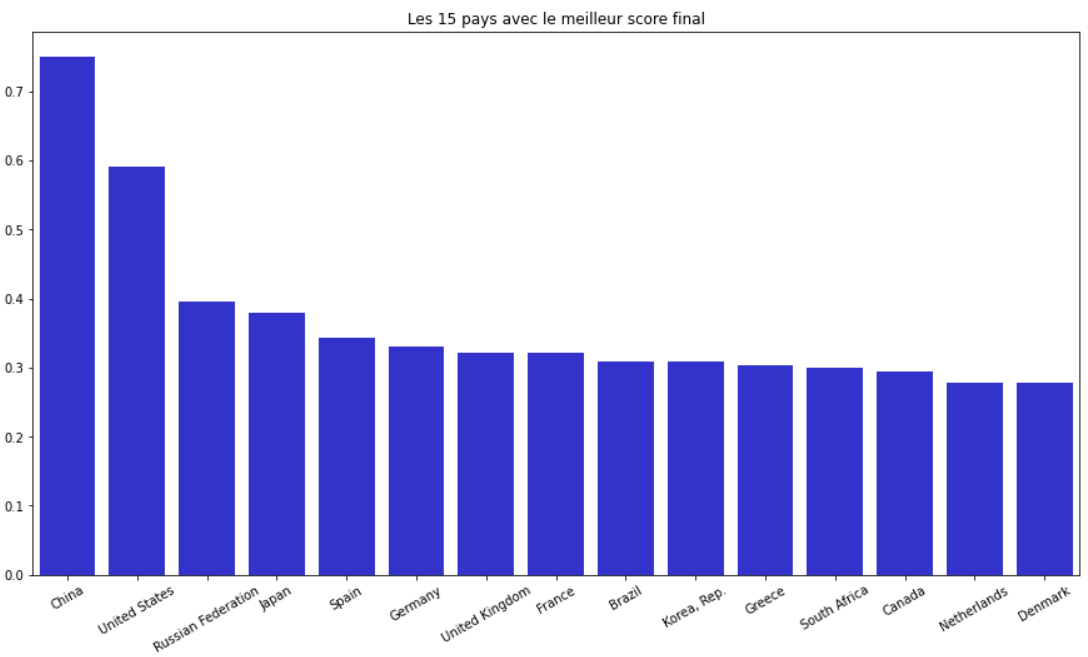 Les 15 pays avec le meilleur score final
0.7
0.6
0.5
0.4
0.3
0.2
0.1
0.0
China
United States
Russian Federation
Japan
Spain
Germany
United Kingdom
France
Brazil
Korea, Rep.
Greece
South Africa
Canada
Netherlands
Denmark